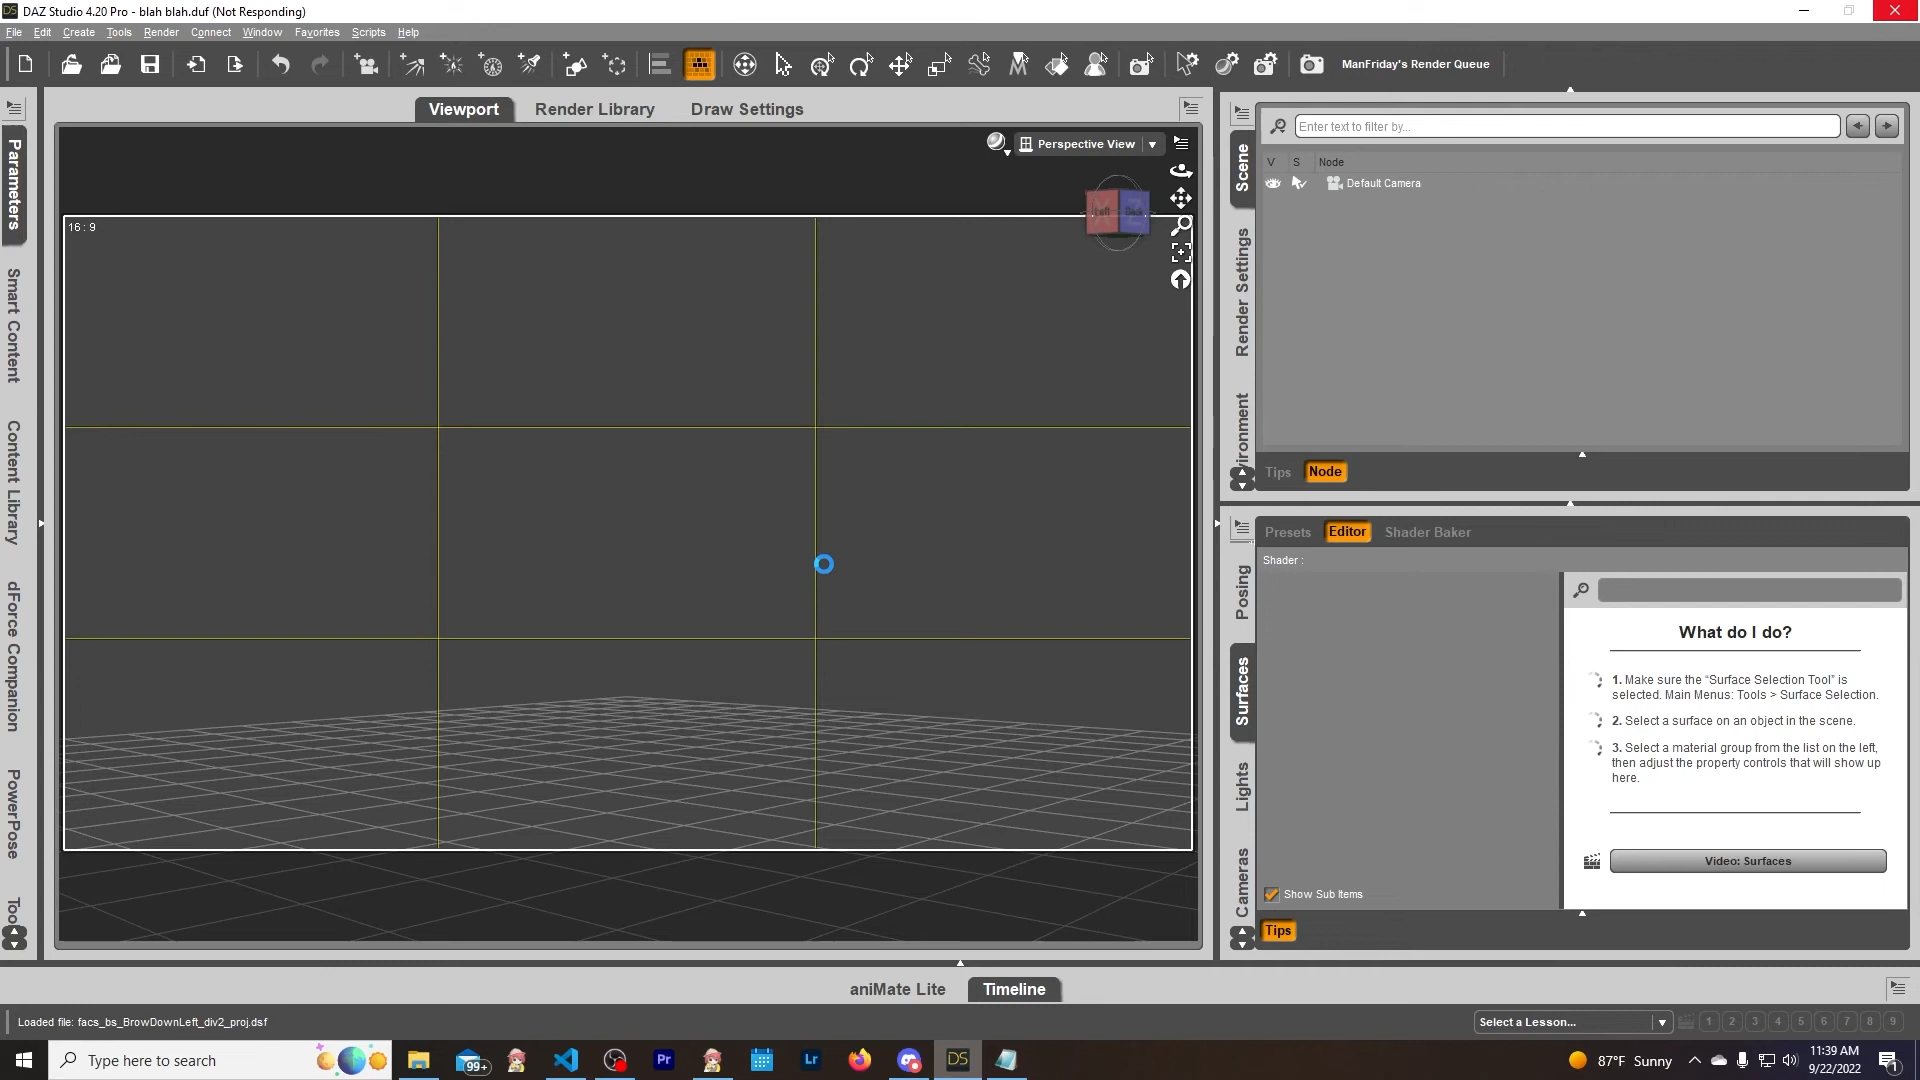 DAZ Studio 4.20 Pro - blah blah.duf (Not Responding)
File Edit Create Tools Render Connect Window Favorites Scripts Help
ManFriday's Render Queue
Viewport Render Library Draw Settings
Parameters
Smart Content
Content Library
dForce Companion
PowerPose
Perspective View
16 : 9
Left
Scene
Render Settings
Enter text to filter by...
V S Node
Default Camera
Tips Node
Posing
Surfaces
Lights
Cameras
Presets Editor Shader Baker
Shader :
What do I do?
1. Make sure the “Surface Selection Tool” is
selected. Main Menus: Tools > Surface Selection.
2. Select a surface on an object in the scene.
3. Select a material group from the list on the left,
then adjust the property controls that will show up
here.
Video: Surfaces
Show Sub Items
Tips
aniMate Lite Timeline
Loaded file: facs_bs_BrowDownLeft_div2_proj.dsf
Select a Lesson...
1 2 3 4 5 6 7 8 9
Type here to search
99+
Pr
Lr
DS
87°F Sunny
11:39 AM
9/22/2022
1